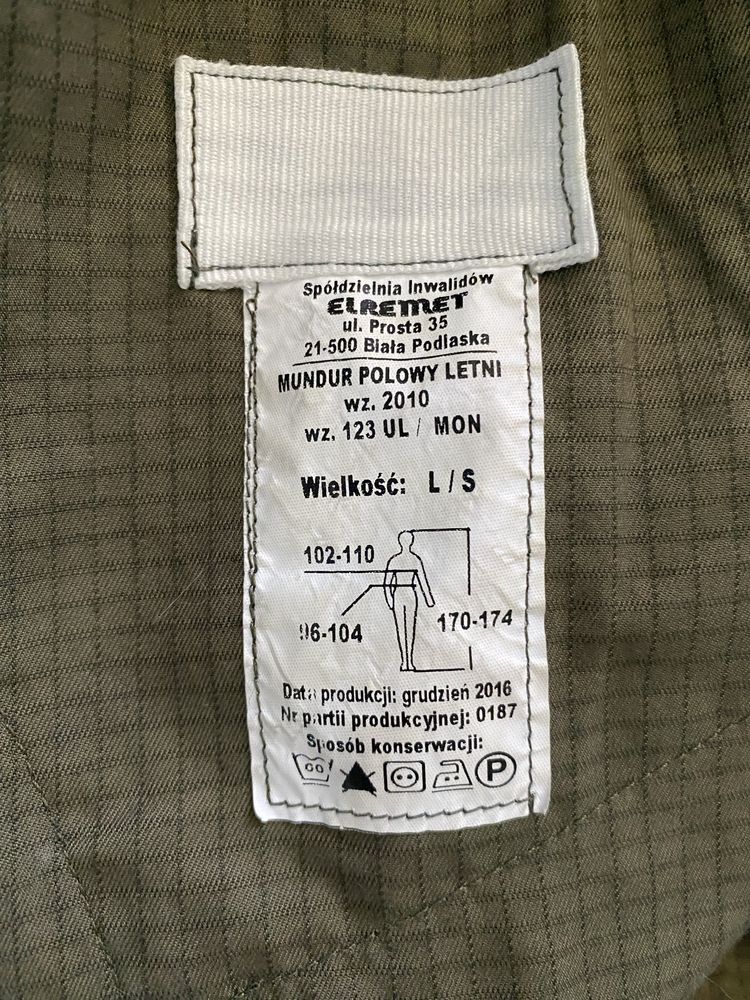 Spółdzielnia Inwalidów
ELREMET
ul. Prosta 35
21-500 Biała Podlaska
MUNDUR POLOWY LETNI
wz. 2010
wz. 123 UL / MON
Wielkość: L / S
102-110
96-104
170-174
Data produkcji: grudzień 2016
Nr partii produkcyjnej: 0187
Sposób konserwacji:
P